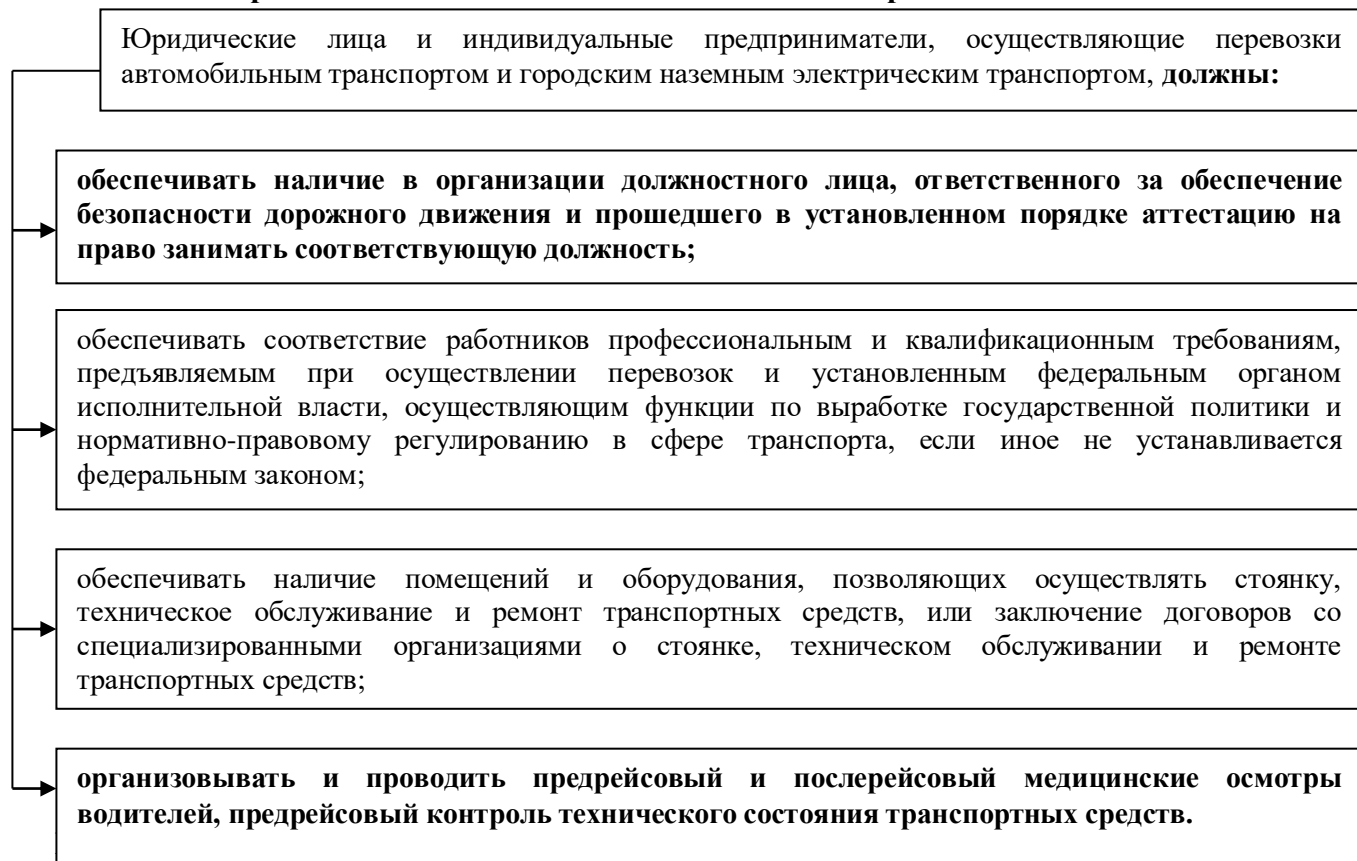 Юридические лица и индивидуальные предприниматели, осуществляющие перевозки
автомобильным транспортом и городским наземным электрическим транспортом, должны:
обеспечивать наличие в организации должностного лица, ответственного за обеспечение
безопасности дорожного движения и прошедшего в установленном порядке аттестацию на
право занимать соответствующую должность;
обеспечивать соответствие работников профессиональным и квалификационным требованиям,
предъявляемым при осуществлении перевозок и установленным федеральным органом
исполнительной власти, осуществляющим функции по выработке государственной политики и
нормативно-правовому регулированию в сфере транспорта, если иное не устанавливается
федеральным законом;
обеспечивать наличие помещений и оборудования, позволяющих осуществлять стоянку,
техническое обслуживание и ремонт транспортных средств, или заключение договоров со
специализированными организациями о стоянке, техническом обслуживании и ремонте
транспортных средств;
организовывать и проводить предрейсовый и послерейсовый медицинские осмотры
водителей, предрейсовый контроль технического состояния транспортных средств.